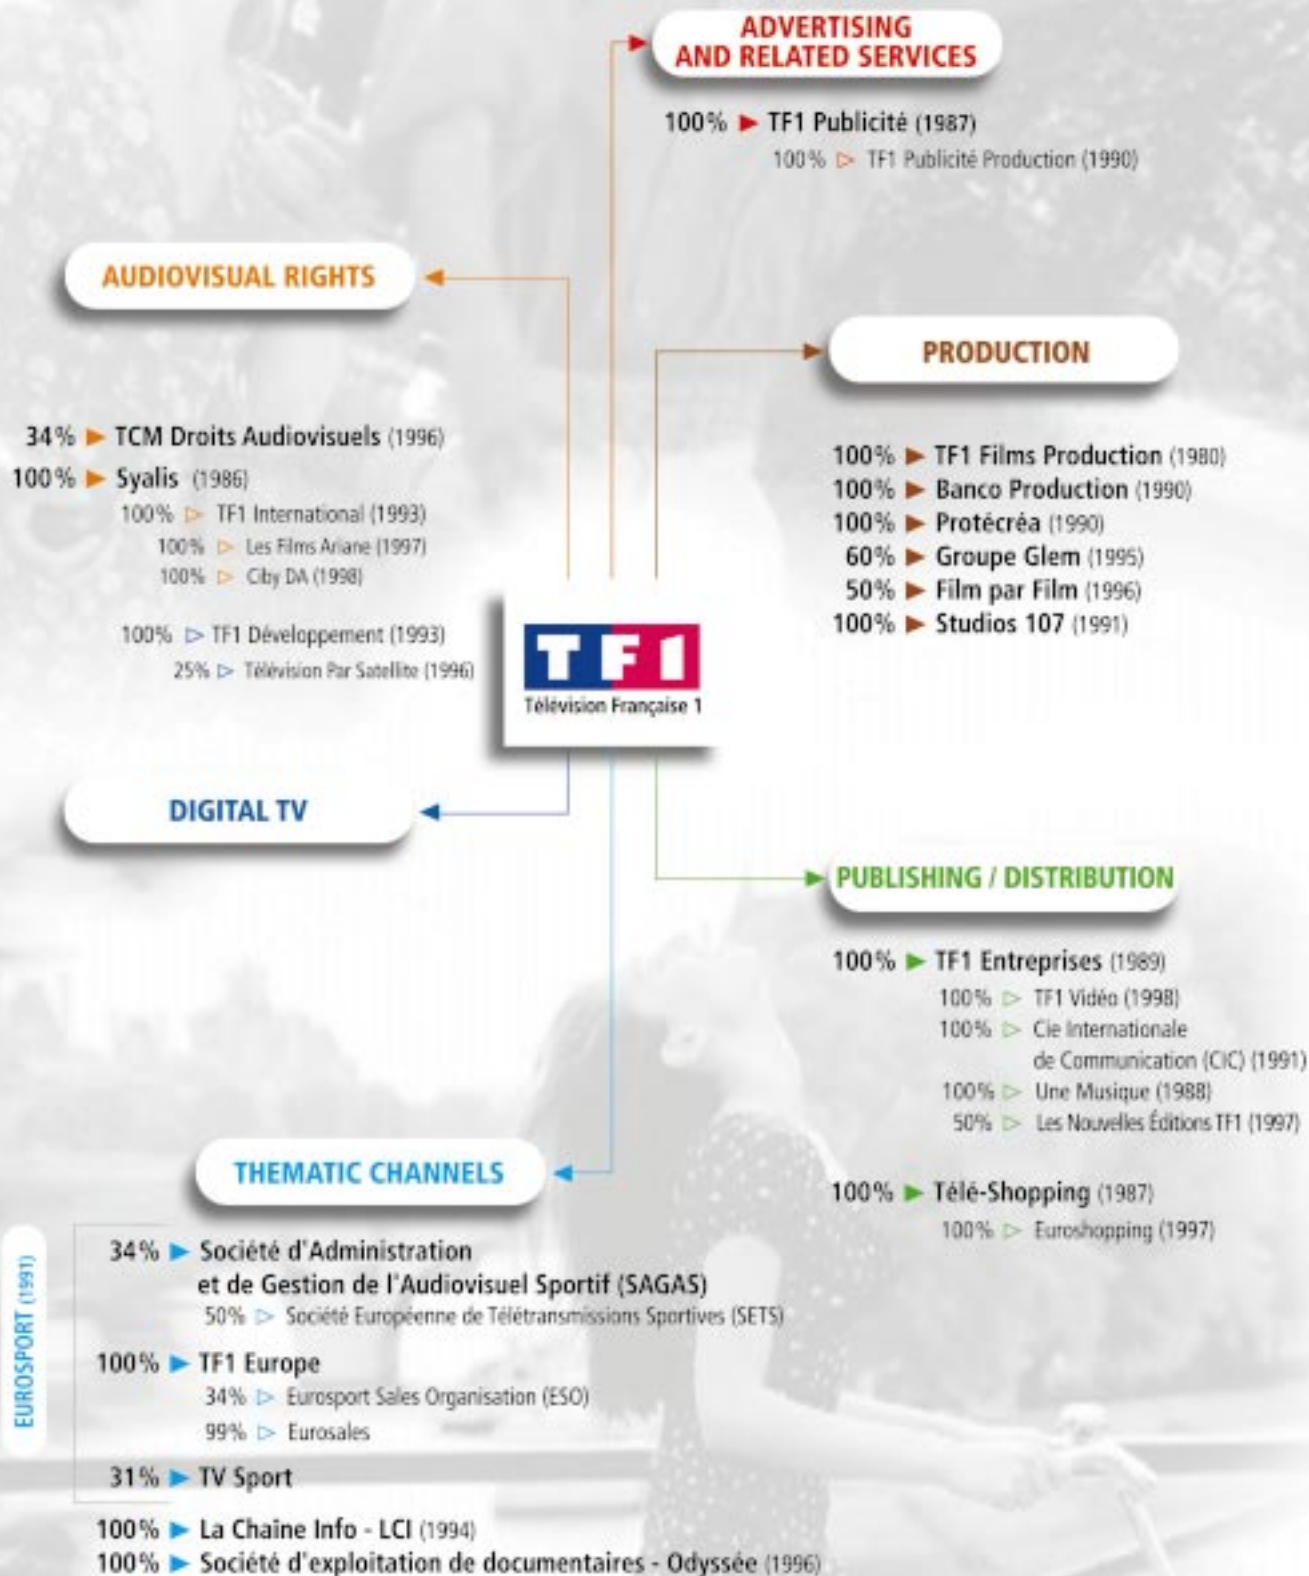 ADVERTISING
AND RELATED SERVICES
100% ► TF1 Publicité (1987)
100% ▷ TF1 Publicité Production (1990)
AUDIOVISUAL RIGHTS
34% ► TCM Droits Audiovisuels (1996)
100% ► Syalis (1986)
100% ▷ TF1 International (1993)
100% ▷ Les Films Ariane (1997)
100% ▷ Ciby DA (1998)
100% ▷ TF1 Développement (1993)
25% ▷ Télévision Par Satellite (1996)
PRODUCTION
100% ► TF1 Films Production (1980)
100% ► Banco Production (1990)
100% ► Protécréa (1990)
60% ► Groupe Glem (1995)
50% ► Film par Film (1996)
100% ► Studios 107 (1991)
TF1
Télévision Française 1
DIGITAL TV
PUBLISHING / DISTRIBUTION
100% ► TF1 Entreprises (1989)
100% ▷ TF1 Vidéo (1998)
100% ▷ Cie Internationale
de Communication (CIC) (1991)
100% ▷ Une Musique (1988)
50% ▷ Les Nouvelles Éditions TF1 (1997)
100% ► Télé-Shopping (1987)
100% ▷ Euroshopping (1997)
THEMATIC CHANNELS
EUROSPORT (1991)
34% ► Société d'Administration
et de Gestion de l'Audiovisuel Sportif (SAGAS)
50% ▷ Société Européenne de Télétransmissions Sportives (SETS)
100% ► TF1 Europe
34% ▷ Eurosport Sales Organisation (ESO)
99% ▷ Eurosales
31% ► TV Sport
100% ► La Chaîne Info - LCI (1994)
100% ► Société d'exploitation de documentaires - Odyssée (1996)